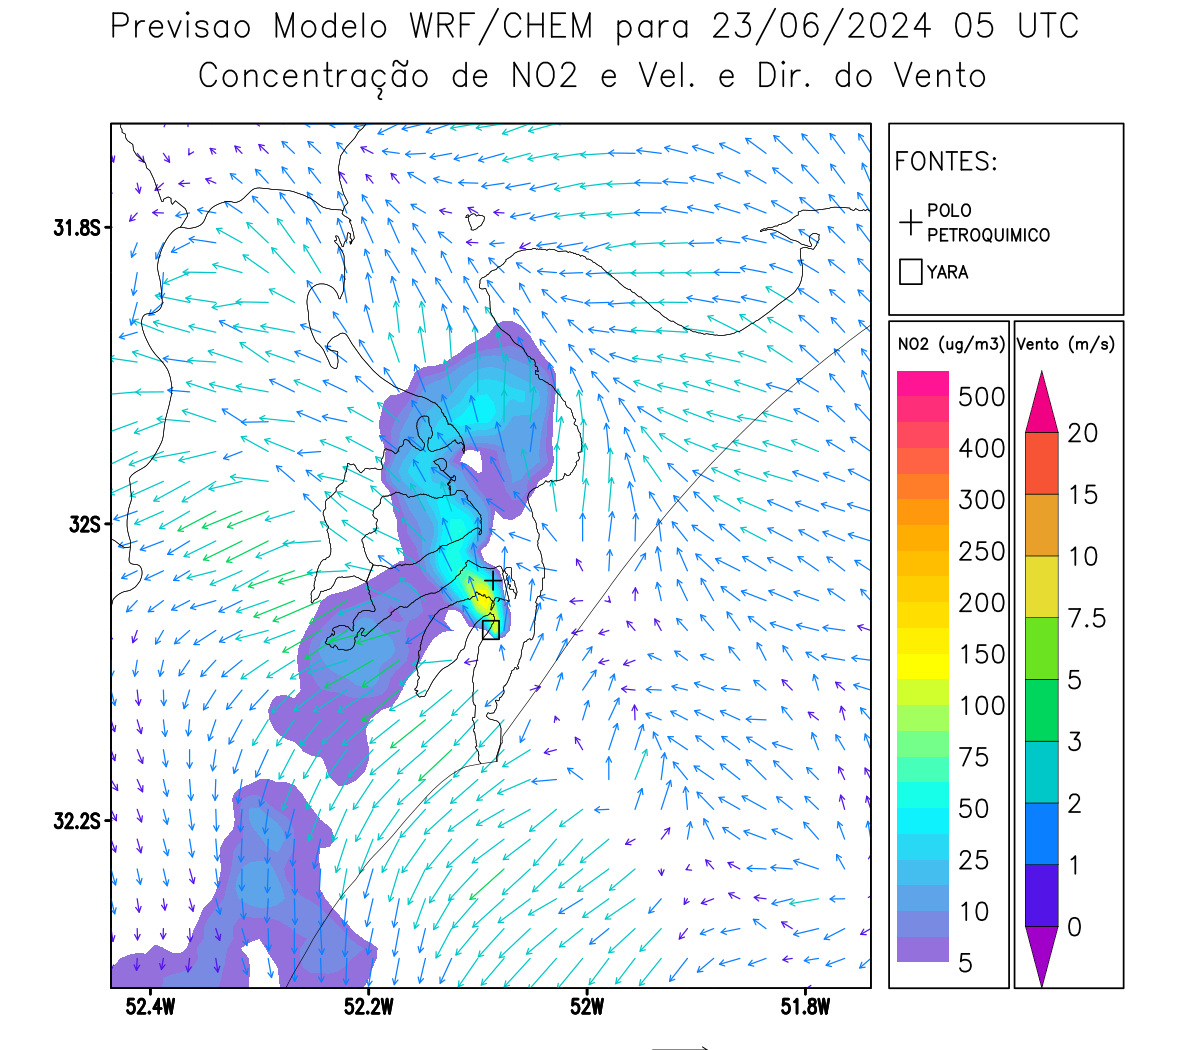 Previsao Modelo WRF/CHEM para 23/06/2024 05 UTC
Concentração de NO2 e Vel. e Dir. do Vento
FONTES:
POLO
PETROQUIMICO
YARA
31.8S
32S
32.2S
52.4W
52.2W
52W
51.8W
NO2 (ug/m3)
500
400
300
250
200
150
100
75
50
25
10
5
Vento (m/s)
20
15
10
7.5
5
3
2
1
0